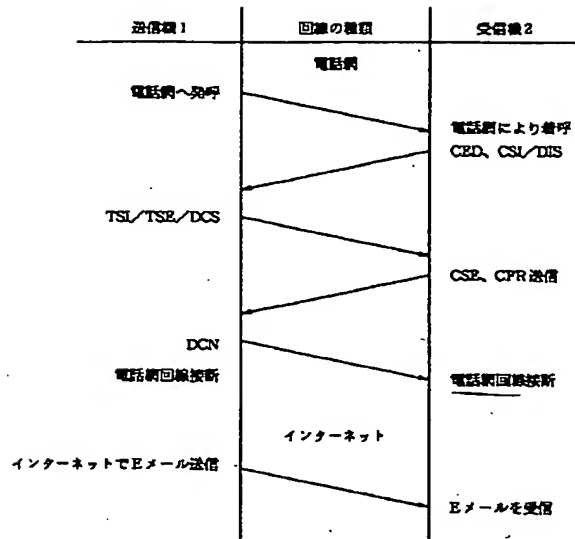 送信機1 回線の種類 受信機2
電話網
電話網へ発呼
電話網により着呼
CED、CSI/DIS
TSI/TSE/DCS
CSE、CFR送信
DCN
電話網回線接断 電話網回線接断
インターネット
インターネットでEメール送信
Eメールを受信